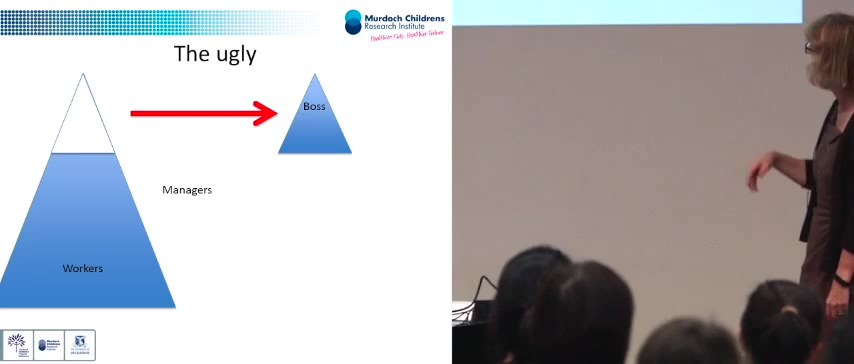 Murdoch Childrens
Research Institute
Healthier Kids. Healthier Future.
The ugly
Boss
Managers
Workers